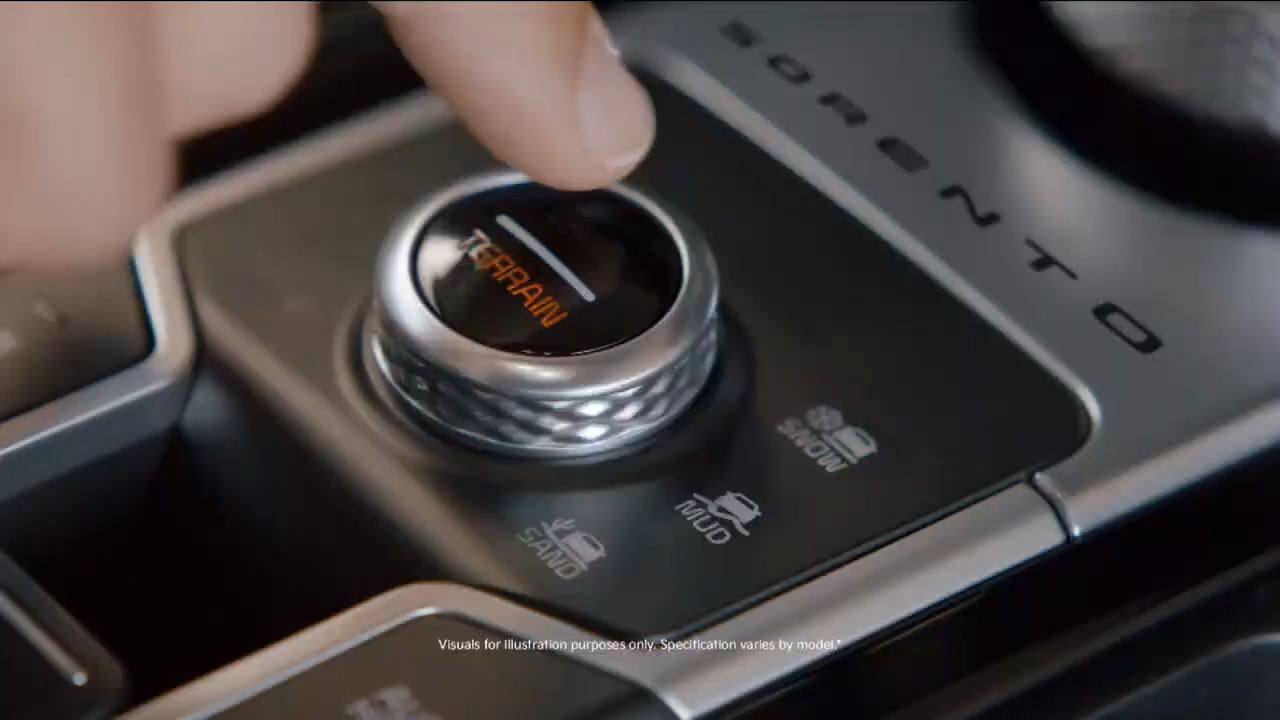 SORENTO
TERRAIN
SNOW
MUD
SAND
Visuals for illustration purposes only. Specification varies by model.*